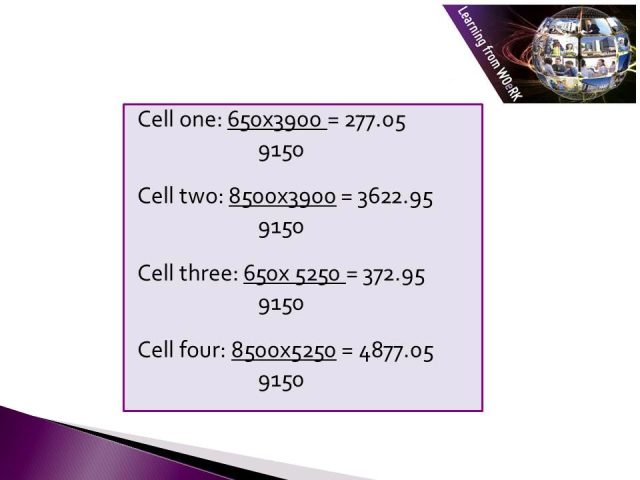 Learning from WOeRK
Cell one: 650x3900 = 277.05
9150
Cell two: 8500x3900 = 3622.95
9150
Cell three: 650x 5250 = 372.95
9150
Cell four: 8500x5250 = 4877.05
9150